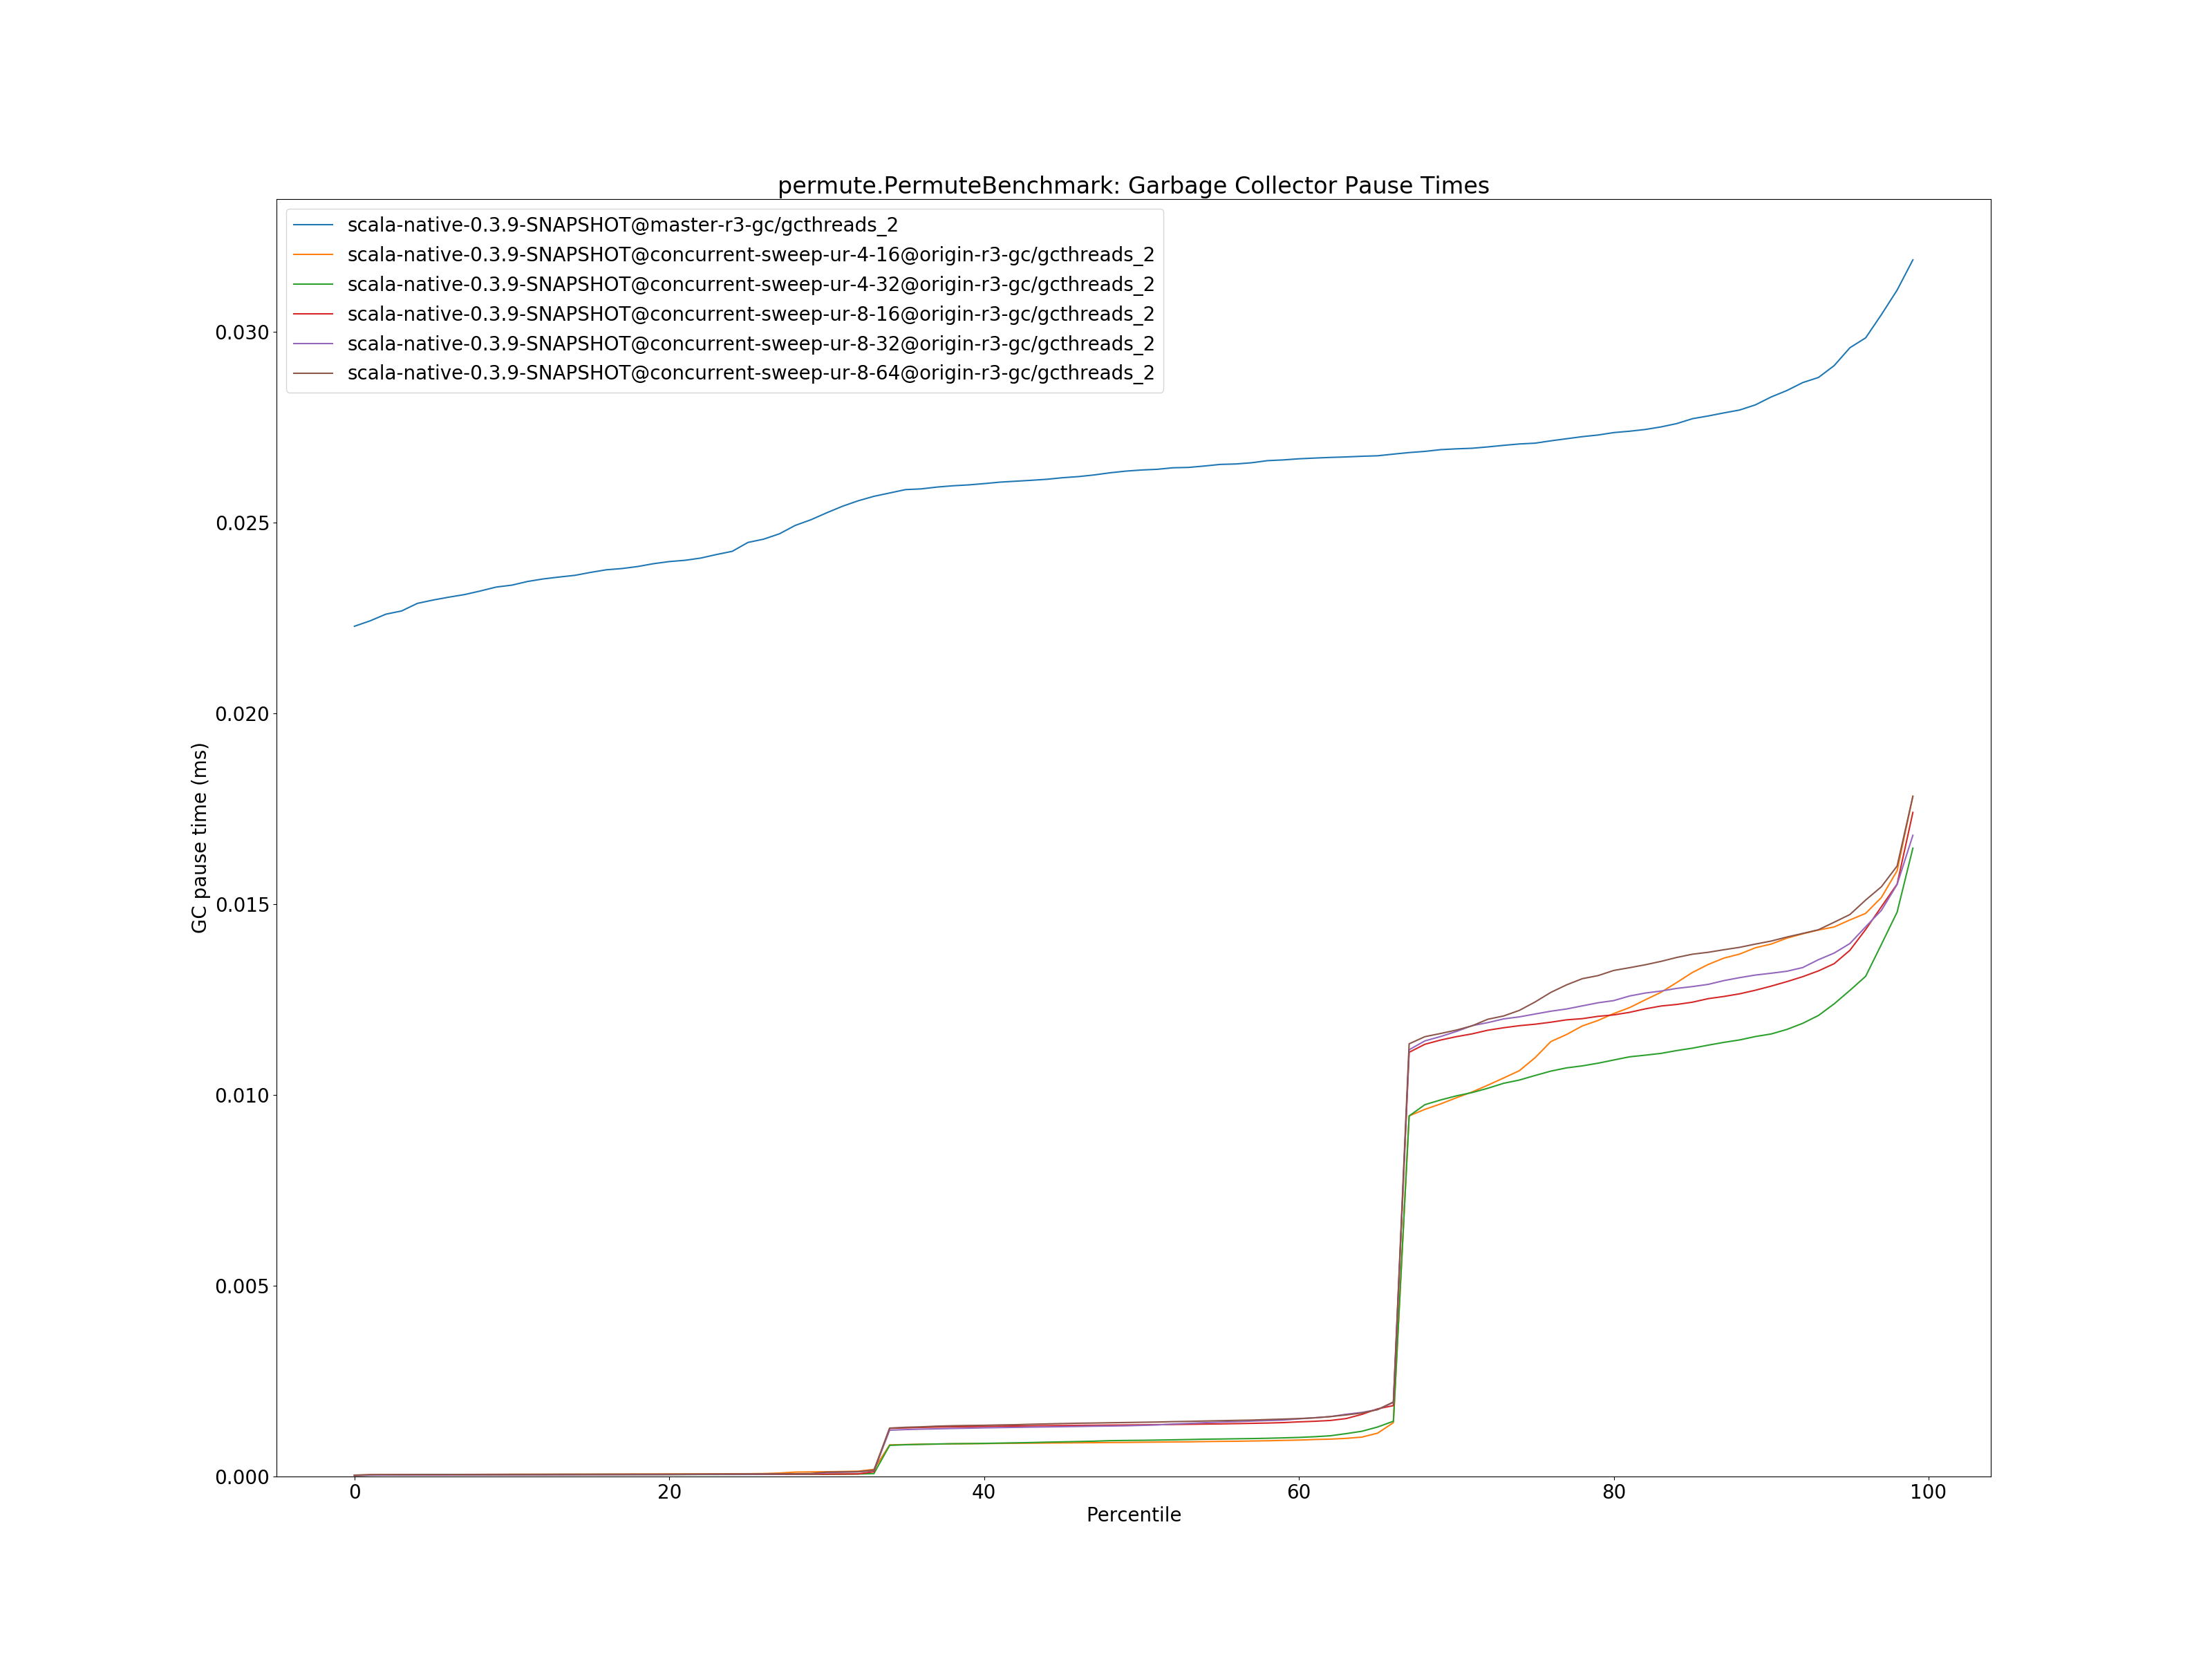 permute.PermuteBenchmark: Garbage Collector Pause Times
scala-native-0.3.9-SNAPSHOT@master-r3-gc/gcthreads_2
scala-native-0.3.9-SNAPSHOT@concurrent-sweep-ur-4-16@origin-r3-gc/gcthreads_2
scala-native-0.3.9-SNAPSHOT@concurrent-sweep-ur-4-32@origin-r3-gc/gcthreads_2
scala-native-0.3.9-SNAPSHOT@concurrent-sweep-ur-8-16@origin-r3-gc/gcthreads_2
scala-native-0.3.9-SNAPSHOT@concurrent-sweep-ur-8-32@origin-r3-gc/gcthreads_2
scala-native-0.3.9-SNAPSHOT@concurrent-sweep-ur-8-64@origin-r3-gc/gcthreads_2
GC pause time (ms)
0.030
0.025
0.020
0.015
0.010
0.005
0.000
0 20 40 60 80 100
Percentile